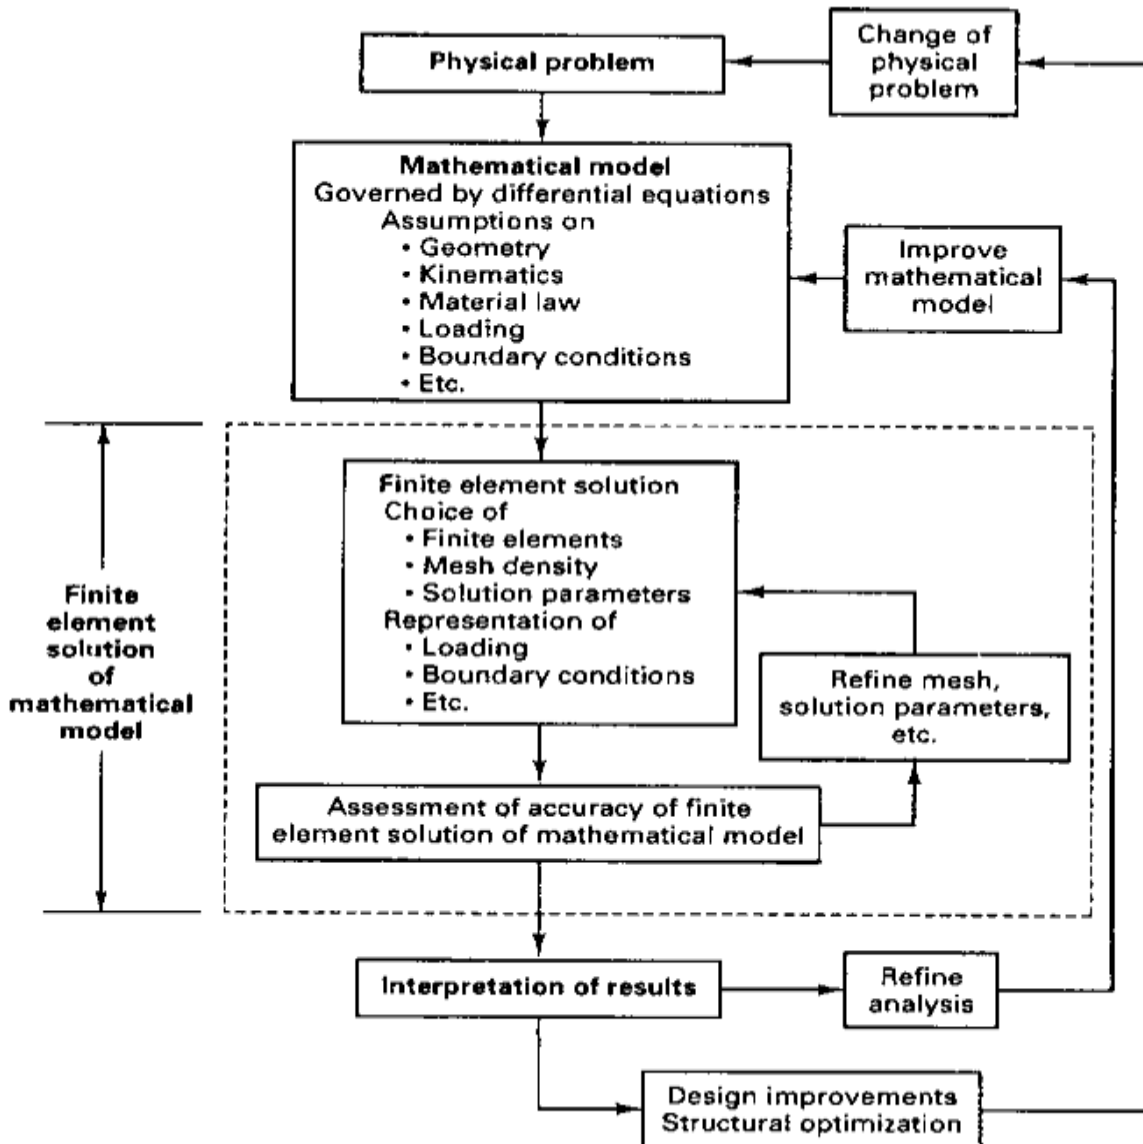 Physical problem
Change of
physical
problem
Mathematical model
Governed by differential equations
Assumptions on
• Geometry
• Kinematics
• Material law
• Loading
• Boundary conditions
• Etc.
Improve
mathematical
model
Finite element solution
Choice of
• Finite elements
• Mesh density
• Solution parameters
Representation of
• Loading
• Boundary conditions
• Etc.
Finite
element
solution
of
mathematical
model
Refine mesh,
solution parameters,
etc.
Assessment of accuracy of finite
element solution of mathematical model
Interpretation of results
Refine
analysis
Design improvements
Structural optimization